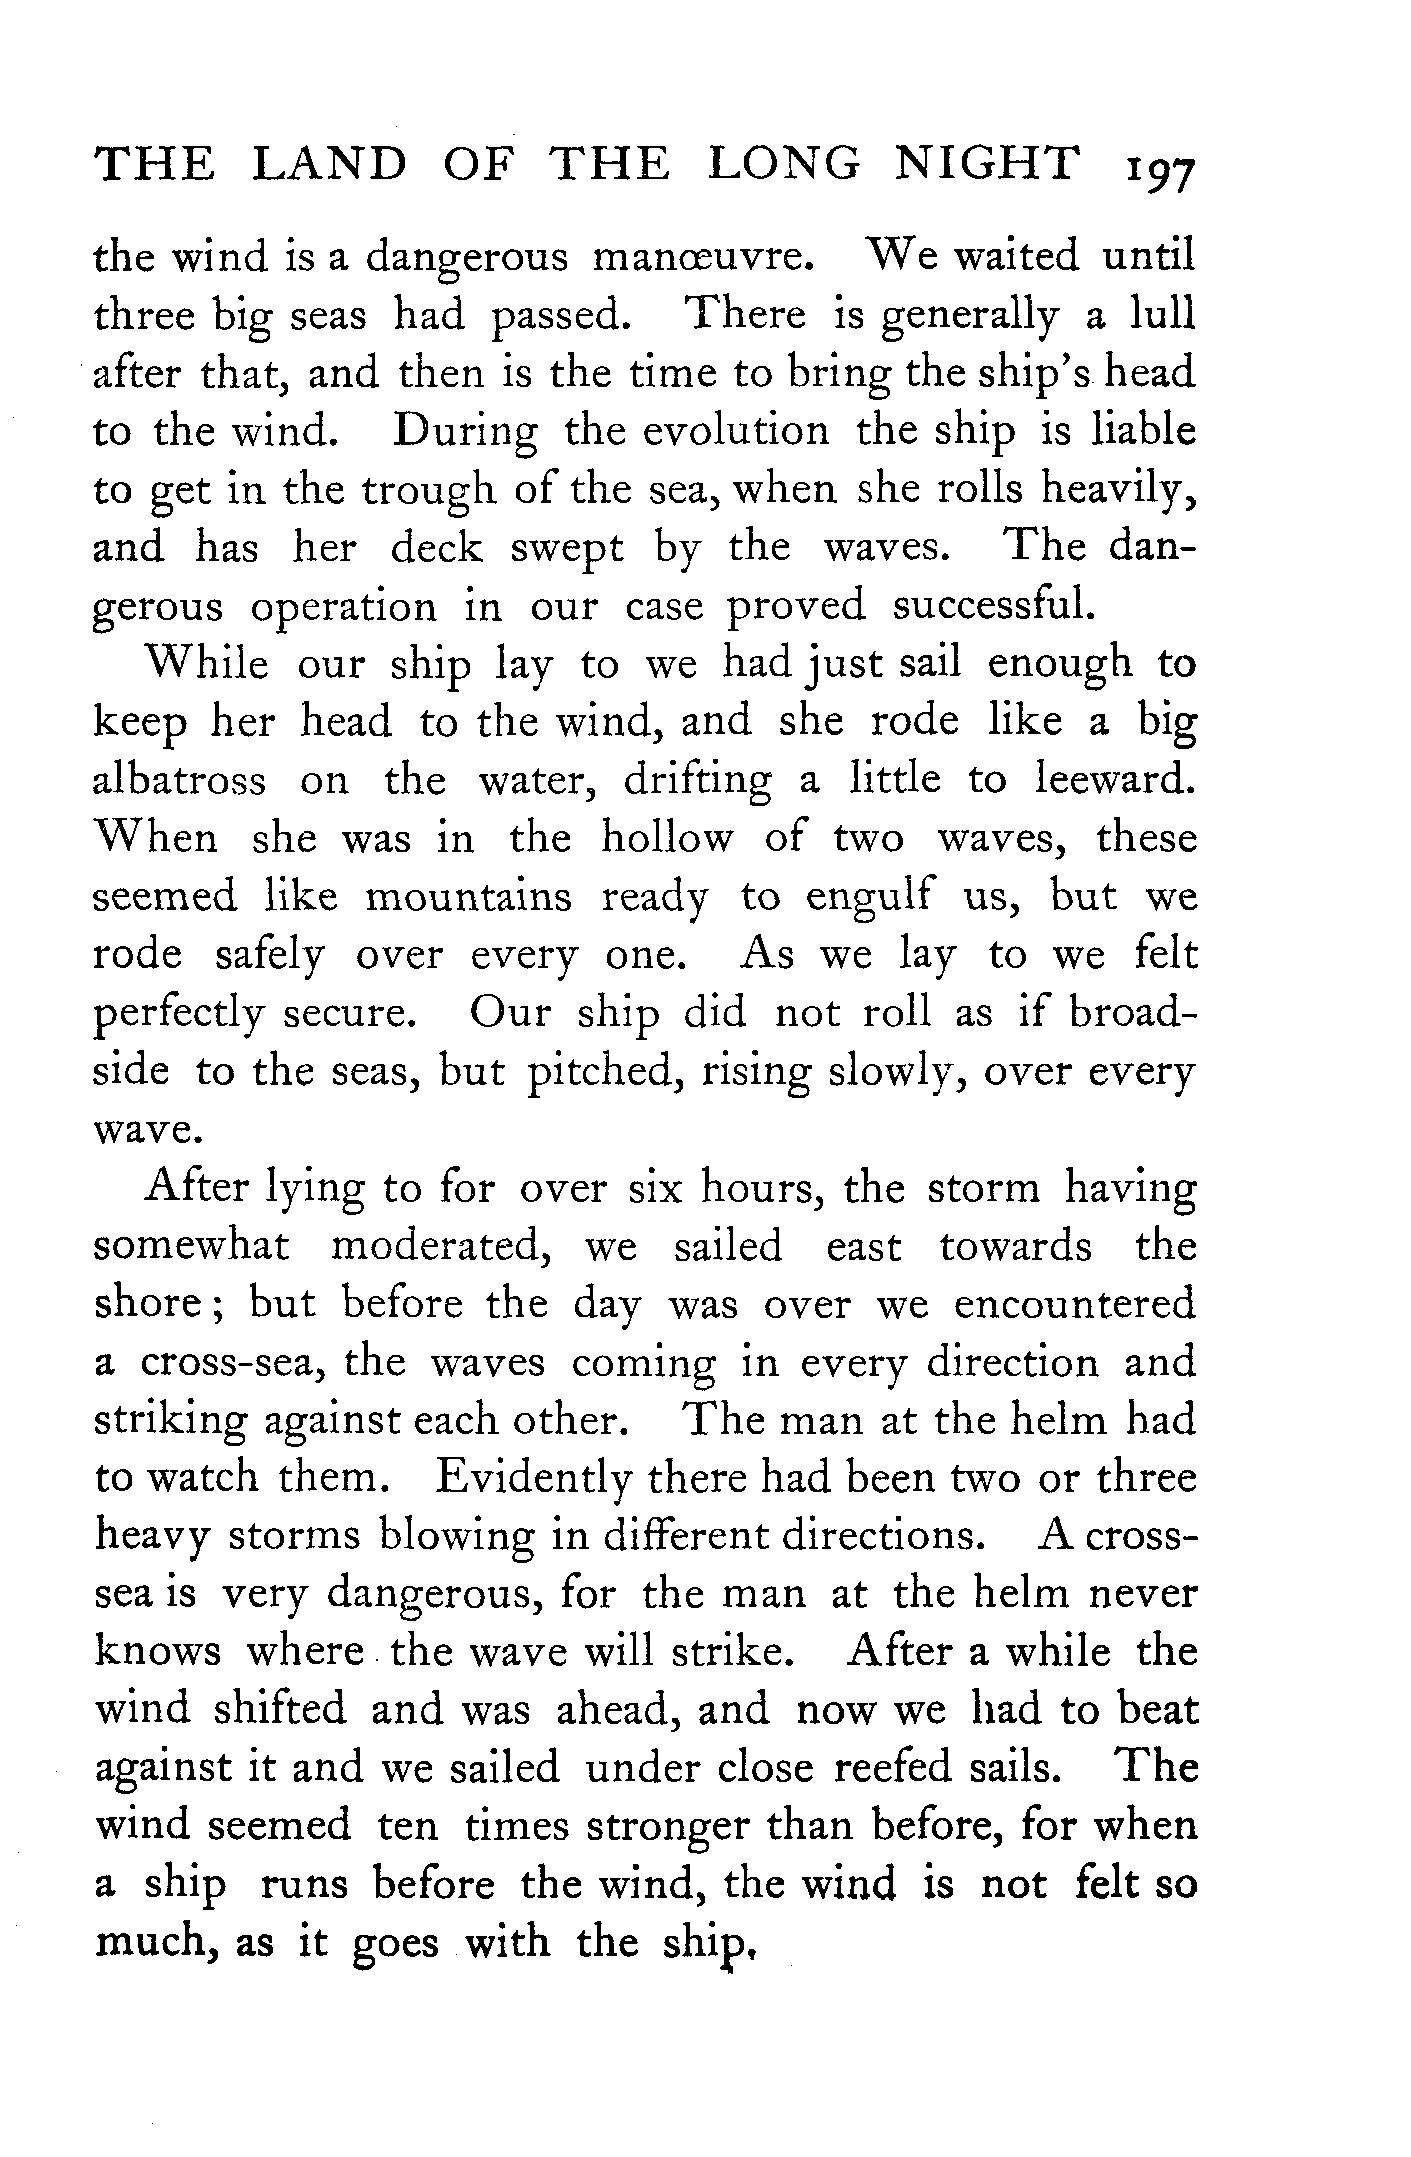 THE LAND OF THE LONG NIGHT 197
the wind is a dangerous manœuvre. We waited until
three big seas had passed. There is generally a lull
after that, and then is the time to bring the ship's head
to the wind. During the evolution the ship is liable
to get in the trough of the sea, when she rolls heavily,
and has her deck swept by the waves. The dan-
gerous operation in our case proved successful.
While our ship lay to we had just sail enough to
keep her head to the wind, and she rode like a big
albatross on the water, drifting a little to leeward.
When she was in the hollow of two waves, these
seemed like mountains ready to engulf us, but we
rode safely over every one. As we lay to we felt
perfectly secure. Our ship did not roll as if broad-
side to the seas, but pitched, rising slowly, over every
wave.
After lying to for over six hours, the storm having
somewhat moderated, we sailed east towards the
shore; but before the day was over we encountered
a cross-sea, the waves coming in every direction and
striking against each other. The man at the helm had
to watch them. Evidently there had been two or three
heavy storms blowing in different directions. A cross-
sea is very dangerous, for the man at the helm never
knows where the wave will strike. After a while the
wind shifted and was ahead, and now we had to beat
against it and we sailed under close reefed sails. The
wind seemed ten times stronger than before, for when
a ship runs before the wind, the wind is not felt so
much, as it goes with the ship.